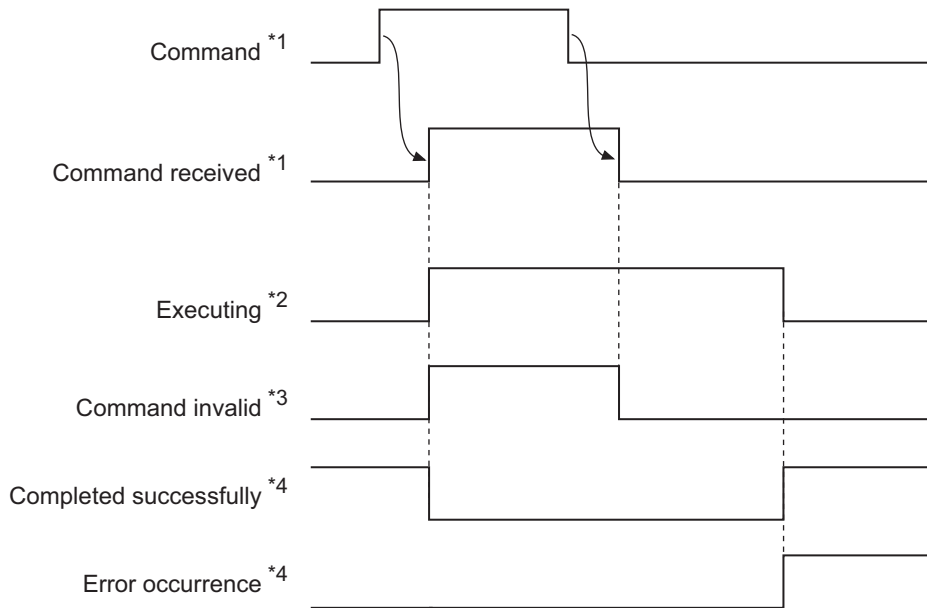 Command *1
Command received *1
Executing *2
Command invalid *3
Completed successfully *4
Error occurrence *4